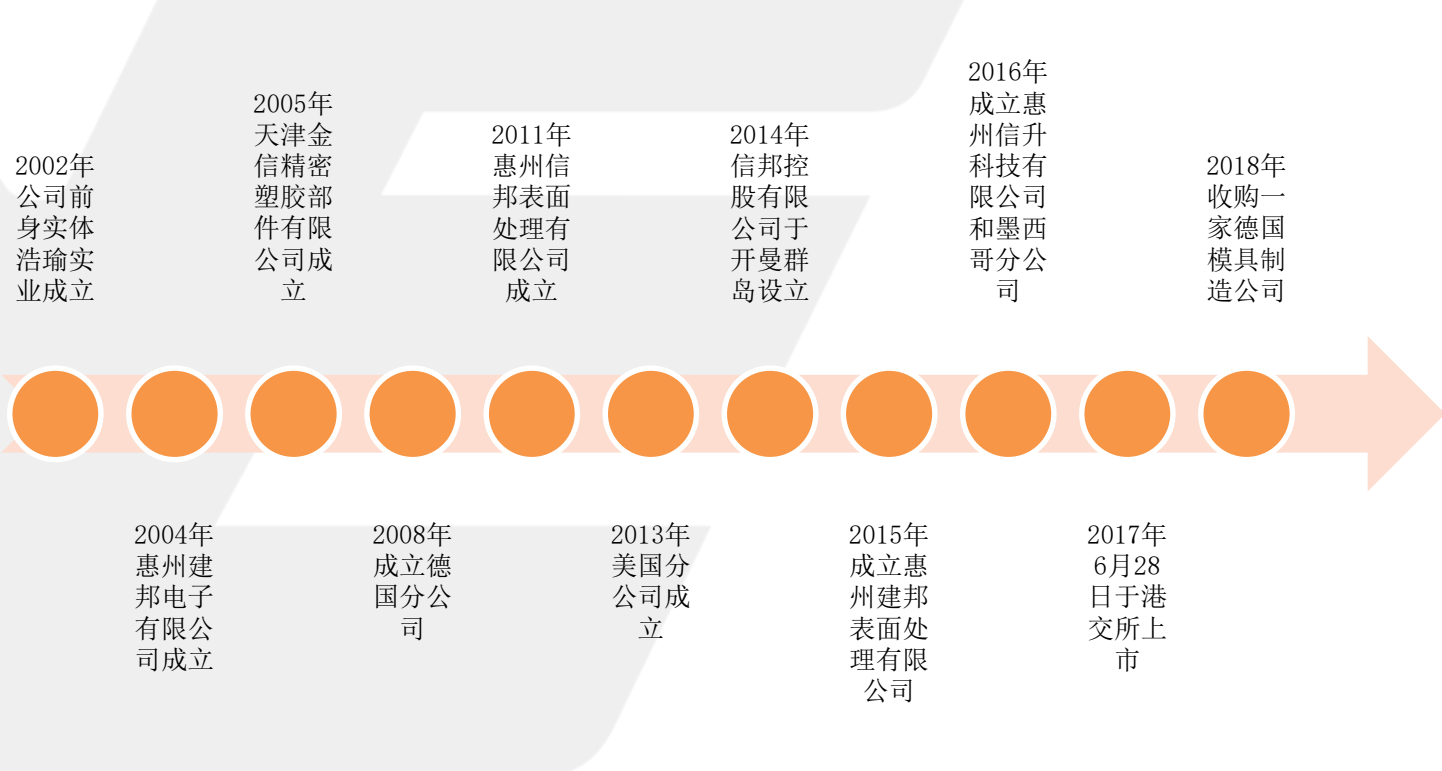 2002年
公司前
身实体
浩瑜实
业成立
2004年
惠州建
邦电子
有限公
司成立
2005年
天津金
信精密
塑胶部
件有限
公司成
立
2008年
成立德
国分公
司
2011年
惠州信
邦表面
处理有
限公司
成立
2013年
美国分
公司成
立
2014年
信邦控
股有限
公司于
开曼群
岛设立
2015年
成立惠
州建邦
表面处
理有限
公司
2016年
成立惠
州信升
科技有
限公司
和墨西
哥分公
司
2017年
6月28
日于港
交所上
市
2018年
收购一
家德国
模具制
造公司